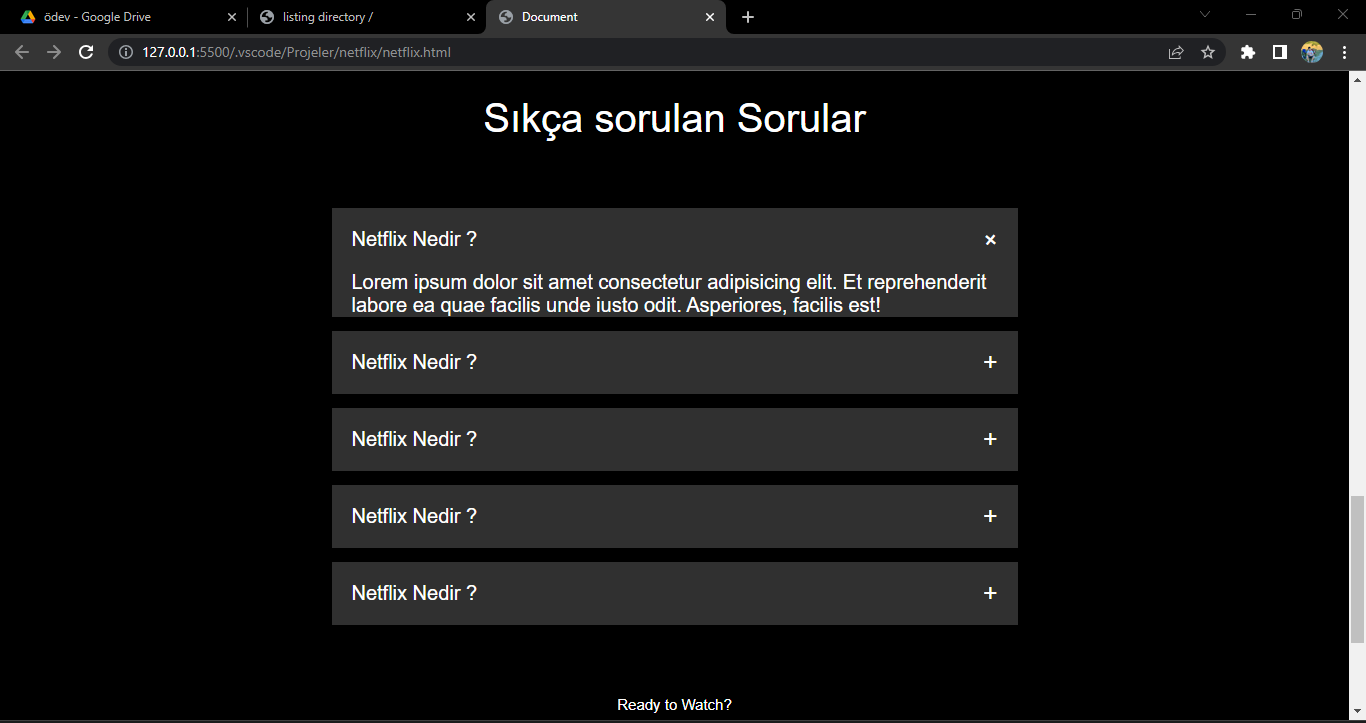 ödev - Google Drive
listing directory /
Document
127.0.0.1:5500/.vscode/Projeler/netflix/netflix.html
Sıkça sorulan Sorular
Netflix Nedir ?
Lorem ipsum dolor sit amet consectetur adipisicing elit. Et reprehenderit
labore ea quae facilis unde iusto odit. Asperiores, facilis est!
Netflix Nedir ?
Netflix Nedir ?
Netflix Nedir ?
Netflix Nedir ?
Ready to Watch?